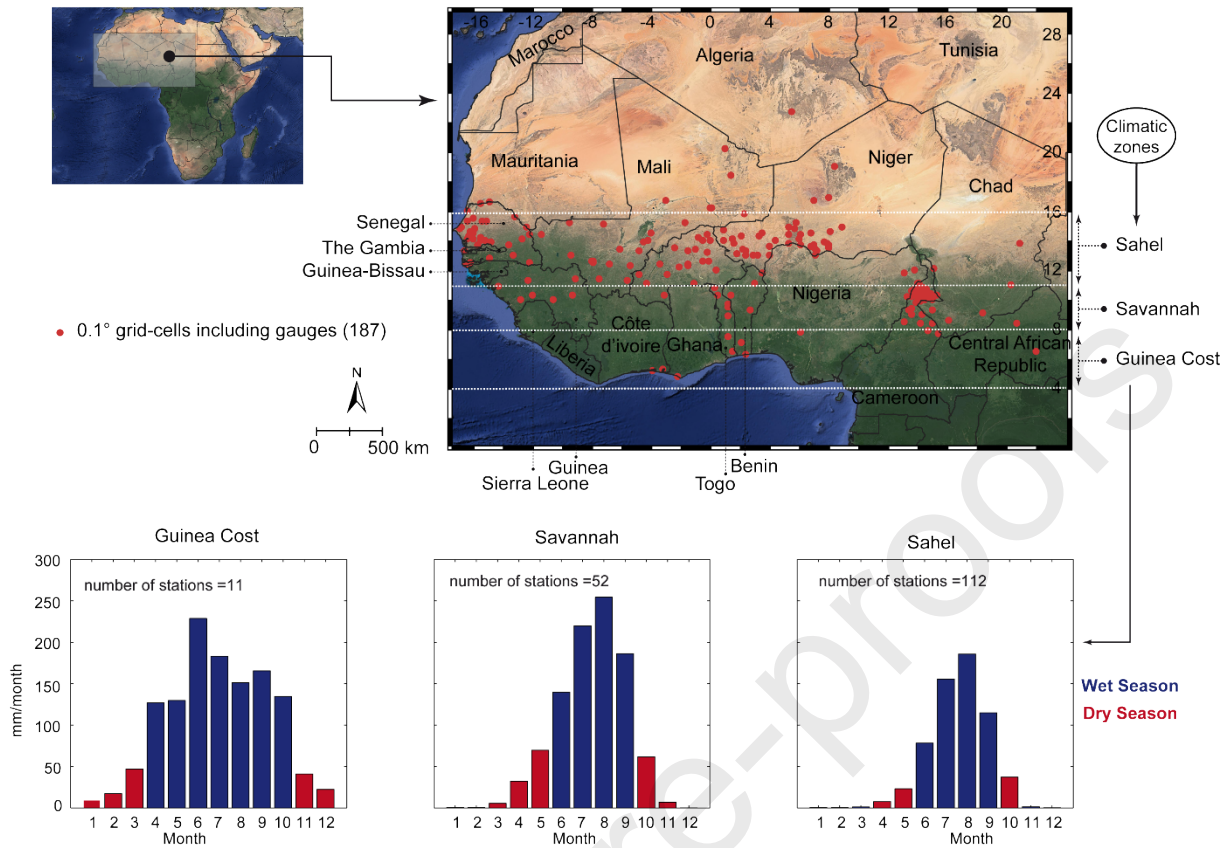 -16 -12 -8 -4 0 4 8 12 16 20
28
24
20
16
12
8
4
Marocco
Algeria
Tunisia
Mauritania
Mali
Niger
Chad
Nigeria
Côte
d'ivoire
Ghana
Liberia
Central African
Republic
Cameroon
Senegal
The Gambia
Guinea-Bissau
Climatic
zones
Sahel
Savannah
Guinea Cost
0.1° grid-cells including gauges (187)
N
0 500 km
Guinea
Sierra Leone
Benin
Togo
Guinea Cost
number of stations =11
300
250
200
150
100
50
0
mm/month
1 2 3 4 5 6 7 8 9 10 11 12
Month
Savannah
number of stations =52
1 2 3 4 5 6 7 8 9 10 11 12
Month
Sahel
number of stations =112
1 2 3 4 5 6 7 8 9 10 11 12
Month
Wet Season
Dry Season
re-proofs